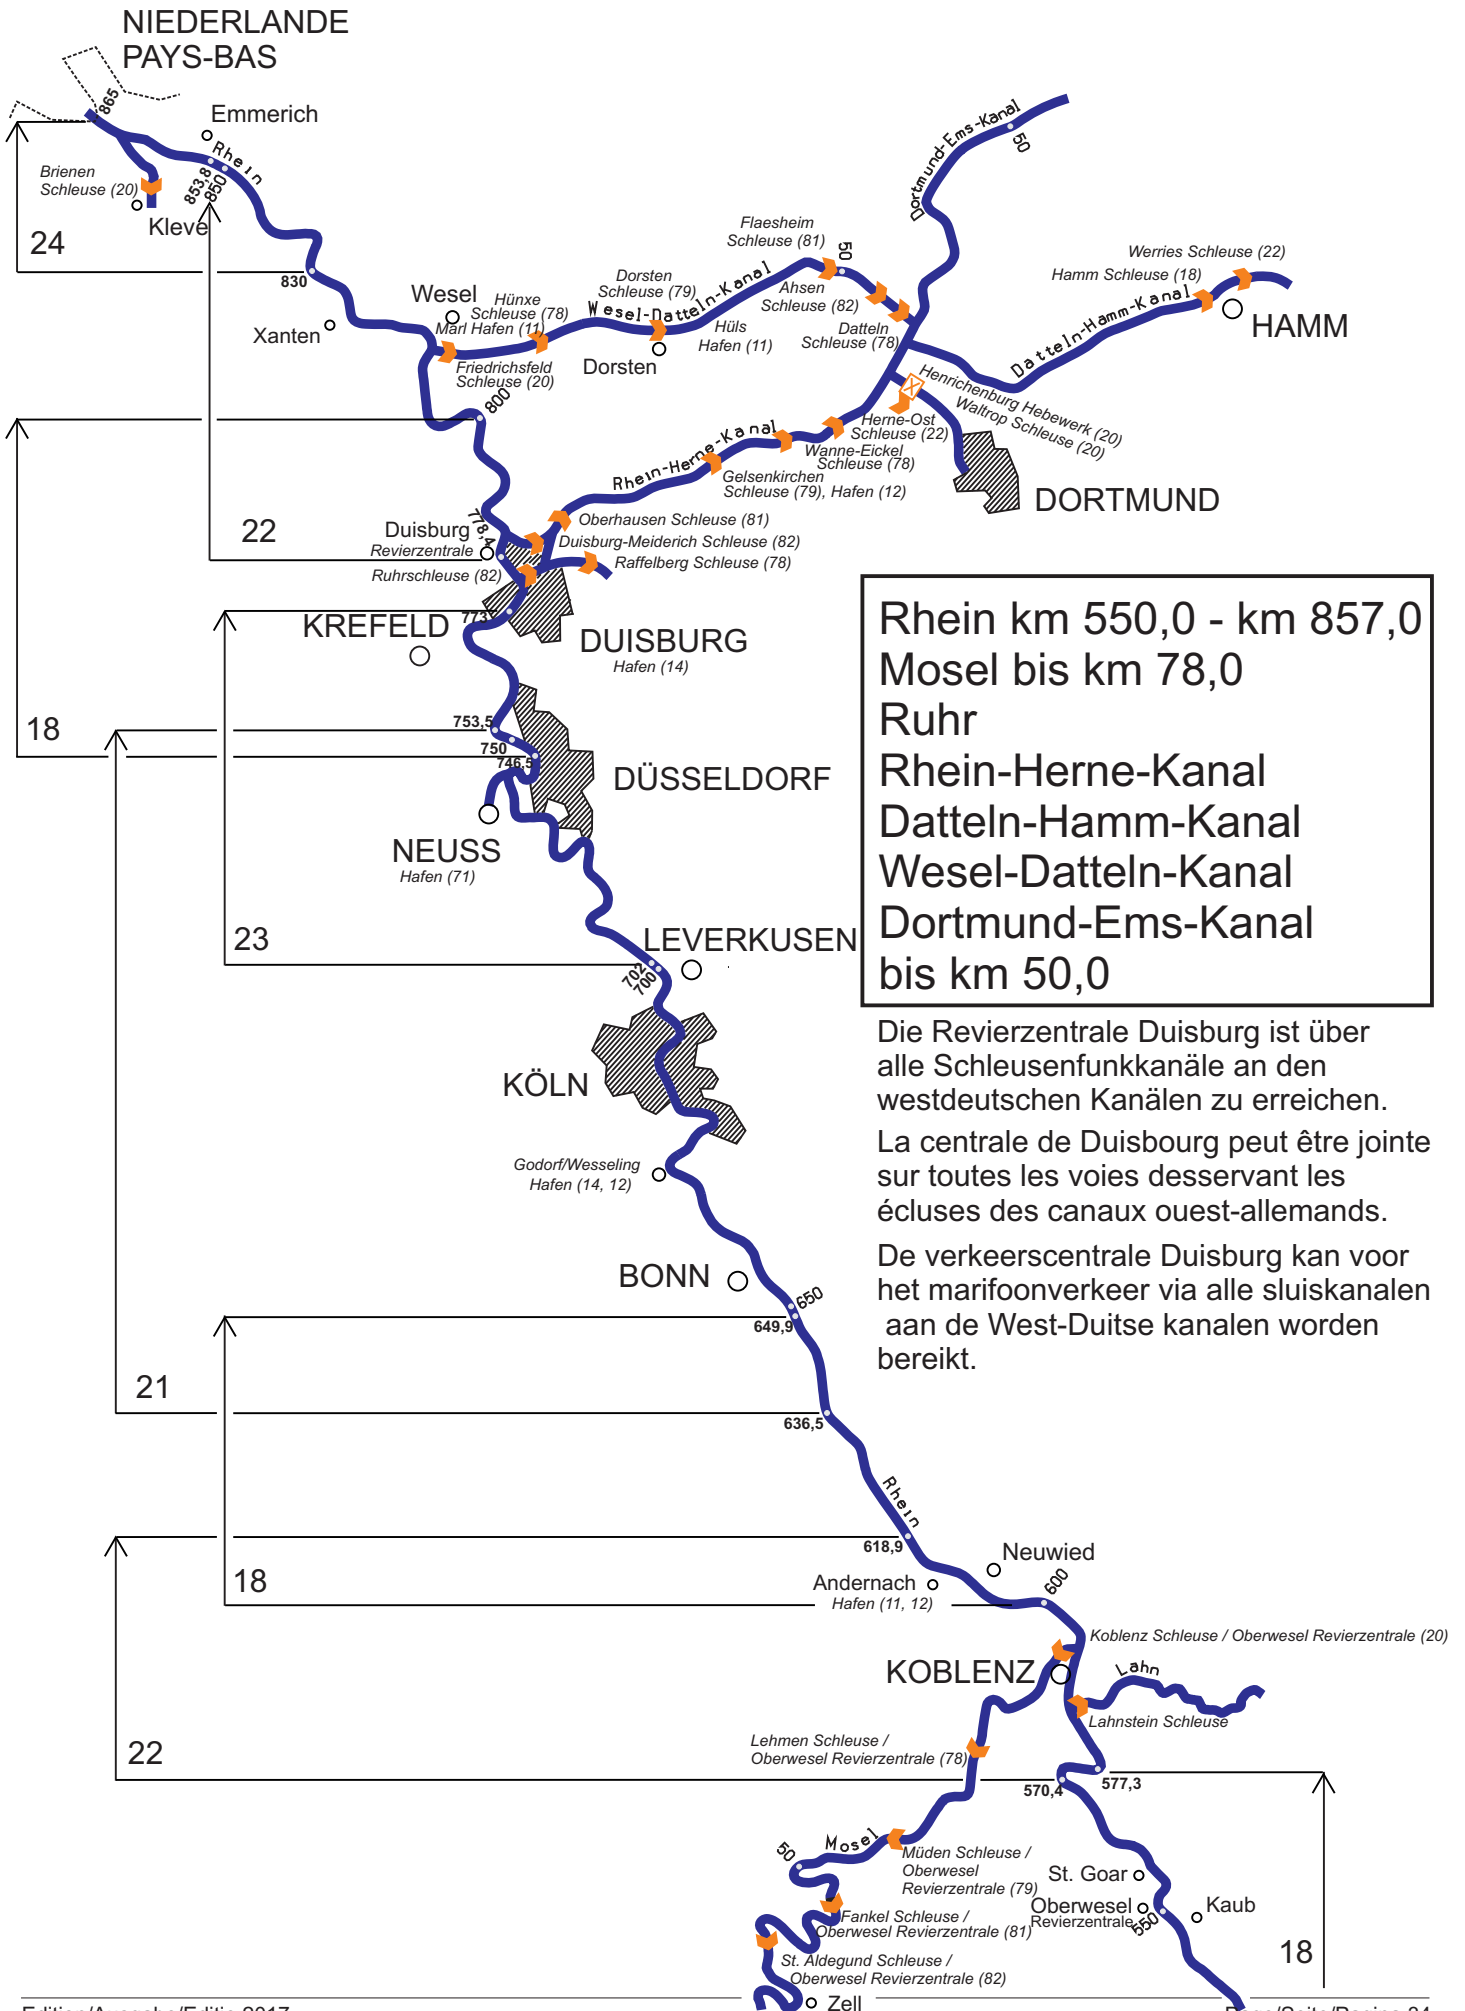 NIEDERLANDE
PAYS-BAS
865
Emmerich
Rhein
Brienen
Schleuse (20)
853,8
850
Kleve
24
830
Xanten
Wesel
Hünxe
Schleuse (78)
Marl Hafen (11)
Friedrichsfeld
Schleuse (20)
Dorsten
Schleuse (79)
Wesel-Datteln-Kanal
Hüls
Hafen (11)
Dorsten
Flaesheim
Schleuse (81)
50
Ahsen
Schleuse (82)
Datteln
Schleuse (78)
Dortmund-Ems-Kanal
50
Werries Schleuse (22)
Hamm Schleuse (18)
Datteln-Hamm-Kanal
HAMM
Henrichenburg Hebewerk (20)
Waltrop Schleuse (20)
Herne-Ost
Schleuse (22)
Wanne-Eickel
Schleuse (78)
Rhein-Herne-Kanal
Gelsenkirchen
Schleuse (79), Hafen (12)
DORTMUND
800
778,4
22
Duisburg
Revierzentrale
Oberhausen Schleuse (81)
Duisburg-Meiderich Schleuse (82)
Raffelberg Schleuse (78)
Ruhrschleuse (82)
773
KREFELD
DUISBURG
Hafen (14)
18
753,5
750
746,5
DÜSSELDORF
NEUSS
Hafen (71)
23
LEVERKUSEN
702
700
KÖLN
Godorf/Wesseling
Hafen (14, 12)
BONN
650
649,9
21
636,5
Rhein
618,9
18
Neuwied
Andernach
Hafen (11, 12)
600
Koblenz Schleuse / Oberwesel Revierzentrale (20)
KOBLENZ
Lahn
Lahnstein Schleuse
Lehmen Schleuse /
Oberwesel Revierzentrale (78)
22
570,4
577,3
50
Mosel
Müden Schleuse /
Oberwesel
Revierzentrale (79)
St. Goar
Oberwesel
Revierzentrale
550
Kaub
Fankel Schleuse /
Oberwesel Revierzentrale (81)
St. Aldegund Schleuse /
Oberwesel Revierzentrale (82)
18
Zell
Rhein km 550,0 - km 857,0
Mosel bis km 78,0
Ruhr
Rhein-Herne-Kanal
Datteln-Hamm-Kanal
Wesel-Datteln-Kanal
Dortmund-Ems-Kanal
bis km 50,0
Die Revierzentrale Duisburg ist über
alle Schleusenfunkkanäle an den
westdeutschen Kanälen zu erreichen.
La centrale de Duisbourg peut être jointe
sur toutes les voies desservant les
écluses des canaux ouest-allemands.
De verkeerscentrale Duisburg kan voor
het marifoonverkeer via alle sluiskanalen
aan de West-Duitse kanalen worden
bereikt.
Edition/Ausgabe/Editie 2017